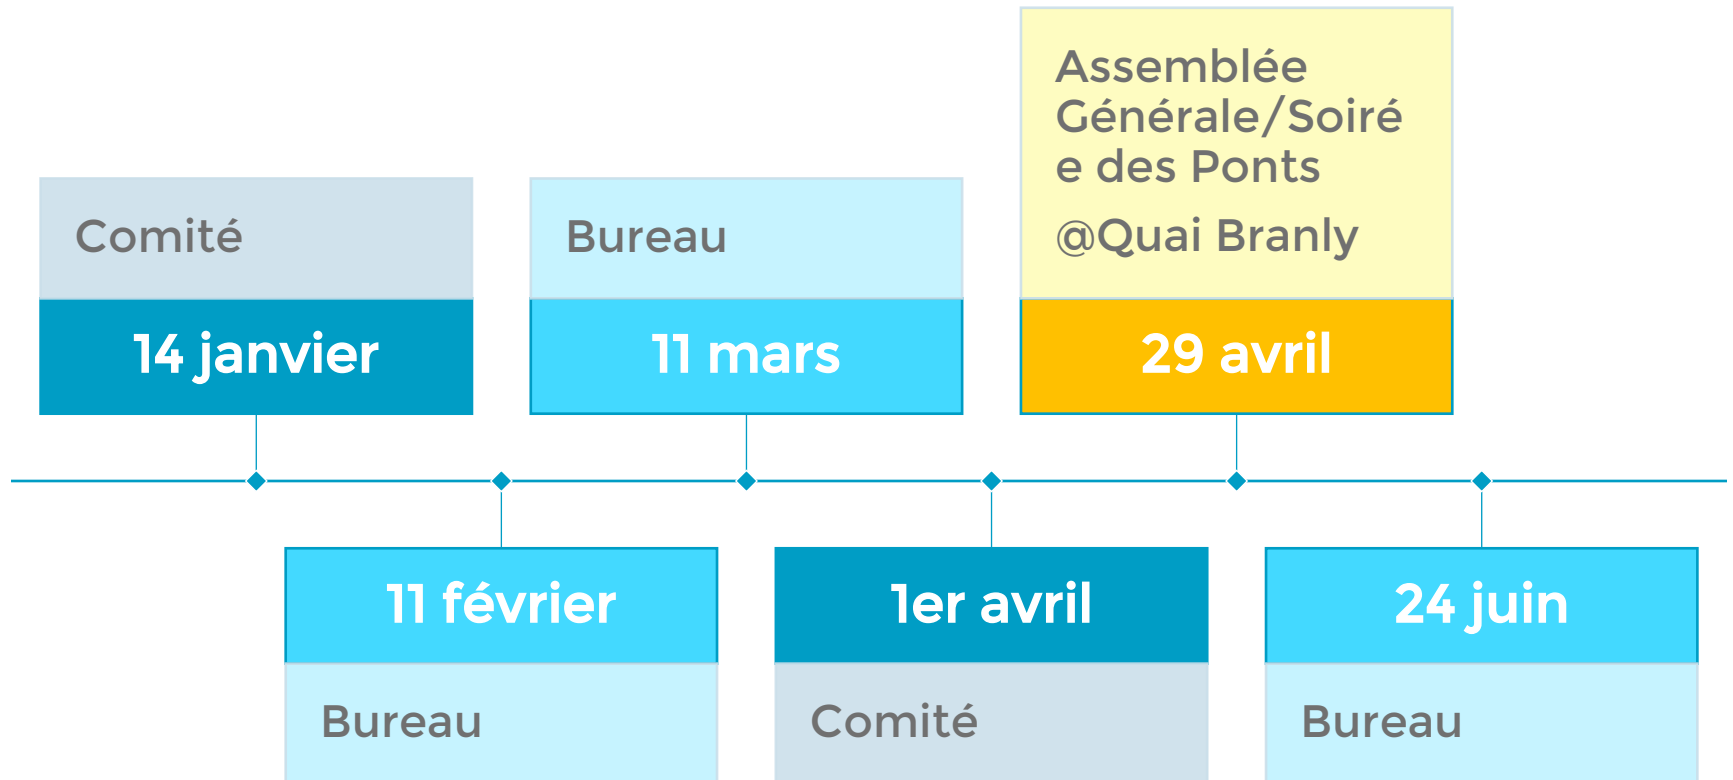 Comité
14 janvier
11 février
Bureau
Bureau
11 mars
1er avril
Comité
Assemblée
Générale/Soiré
e des Ponts
@Quai Branly
29 avril
24 juin
Bureau